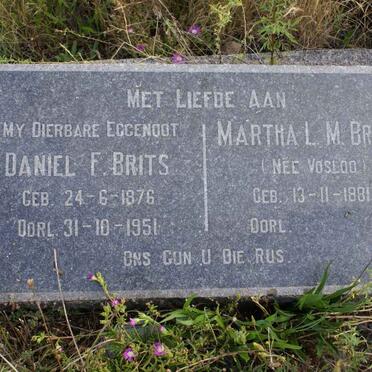 MET LIEFDE AAN
MY DIERBARE EGGENOOT
DANIEL F. BRITS
GEB. 24-6-1876
OORL. 31-10-1951
MARTHA L. M. BR
(NEE VOSLOO)
GEB. 13-11-1881
OORL.
ONS GUN U DIE RUS.